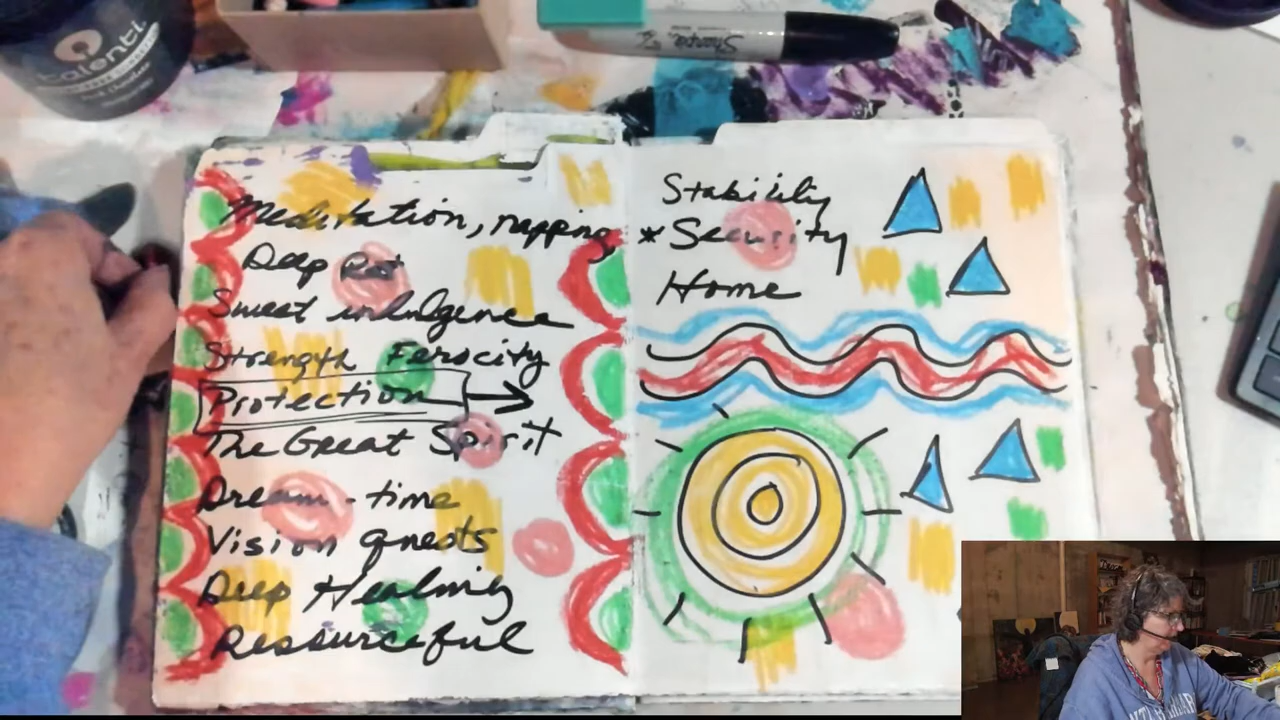 talenti
Sharpie
Meditation, napping
Deep Rest
Sweet indulgence
Strength Ferocity
Protection →
The Great Spirit
Dream-time
Vision quests
Deep Healing
Resourceful
Stability
* Security
Home